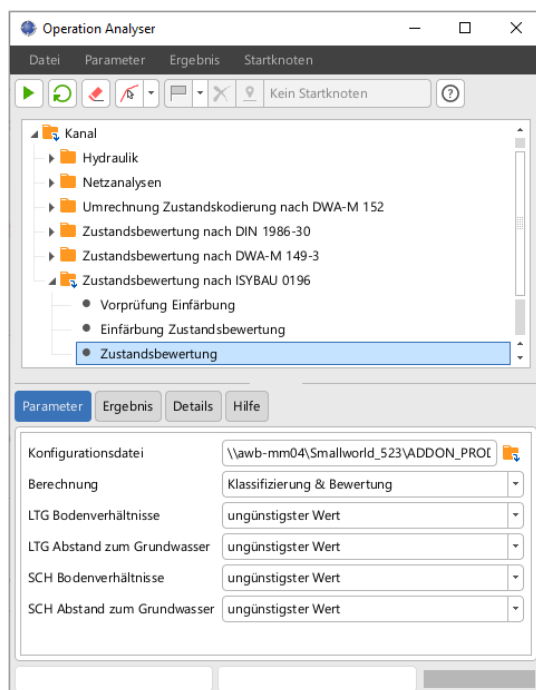 Operation Analyser
Datei Parameter Ergebnis Startknoten
Kein Startknoten
Kanal
Hydraulik
Netzanalysen
Umrechnung Zustandskodierung nach DWA-M 152
Zustandsbewertung nach DIN 1986-30
Zustandsbewertung nach DWA-M 149-3
Zustandsbewertung nach ISYBAU 0196
Vorprüfung Einfärbung
Einfärbung Zustandsbewertung
Zustandsbewertung
Parameter Ergebnis Details Hilfe
Konfigurationsdatei \\awb-mm04\Smallworld_523\ADDON_PROD
Berechnung Klassifizierung & Bewertung
LTG Bodenverhältnisse ungünstigster Wert
LTG Abstand zum Grundwasser ungünstigster Wert
SCH Bodenverhältnisse ungünstigster Wert
SCH Abstand zum Grundwasser ungünstigster Wert